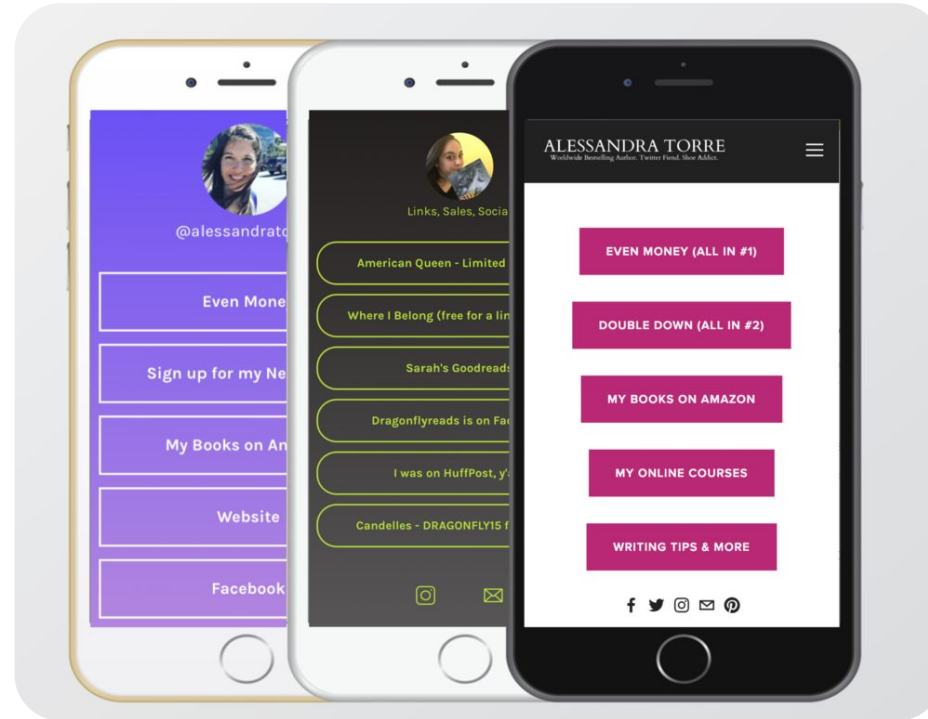 @alessandrato
Even Mone
Sign up for my Ne
My Books on An
Website
Facebook
Links, Sales, Socia
American Queen - Limited
Where I Belong (free for a lin
Sarah's Goodreads
Dragonflyreads is on Fac
I was on HuffPost, y'a
Candelles - DRAGONFLY15 f
ALESSANDRA TORRE
Worldwide Bestselling Author. Twitter Fiend. Shoe Addict.
EVEN MONEY (ALL IN #1)
DOUBLE DOWN (ALL IN #2)
MY BOOKS ON AMAZON
MY ONLINE COURSES
WRITING TIPS & MORE